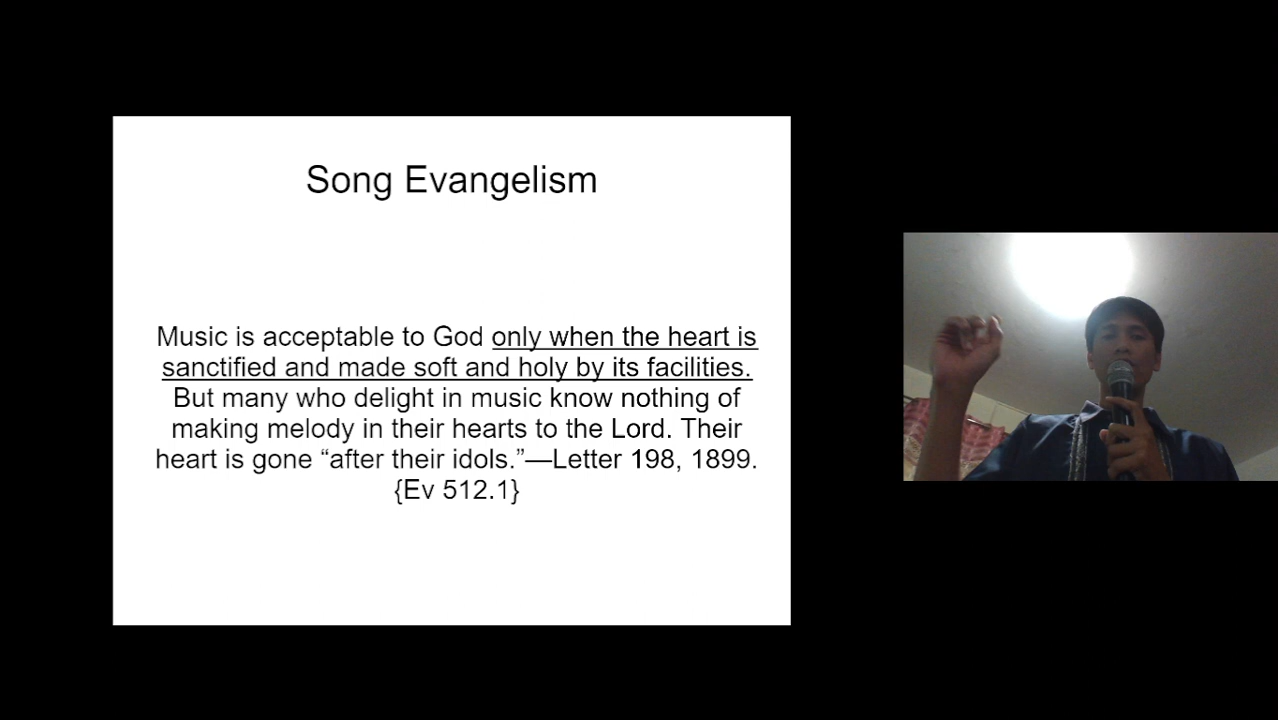 Song Evangelism
Music is acceptable to God only when the heart is
sanctified and made soft and holy by its facilities.
But many who delight in music know nothing of
making melody in their hearts to the Lord. Their
heart is gone “after their idols.”—Letter 198, 1899.
{Ev 512.1}